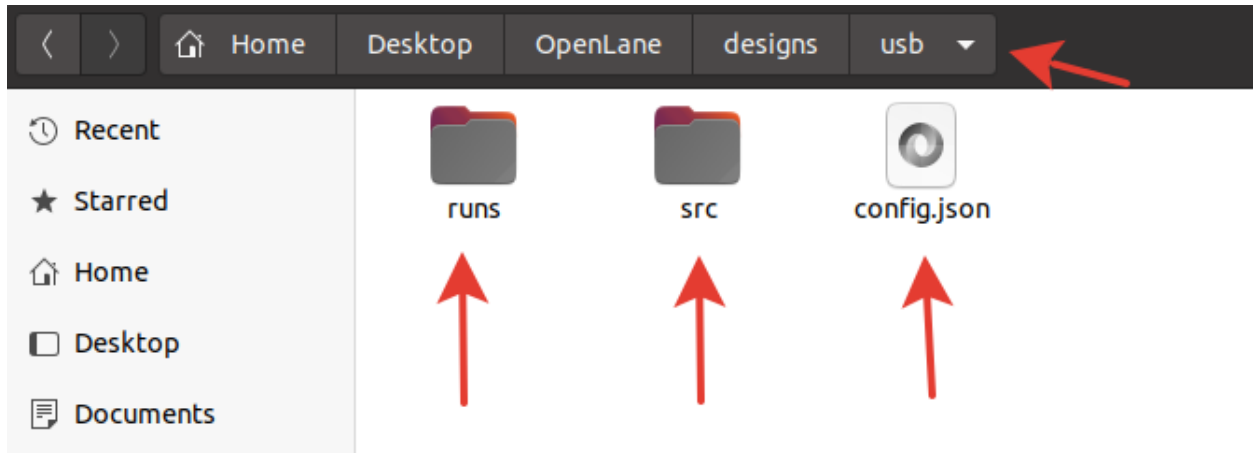 Home Desktop OpenLane designs usb
Recent
Starred
Home
Desktop
Documents
runs src config.json